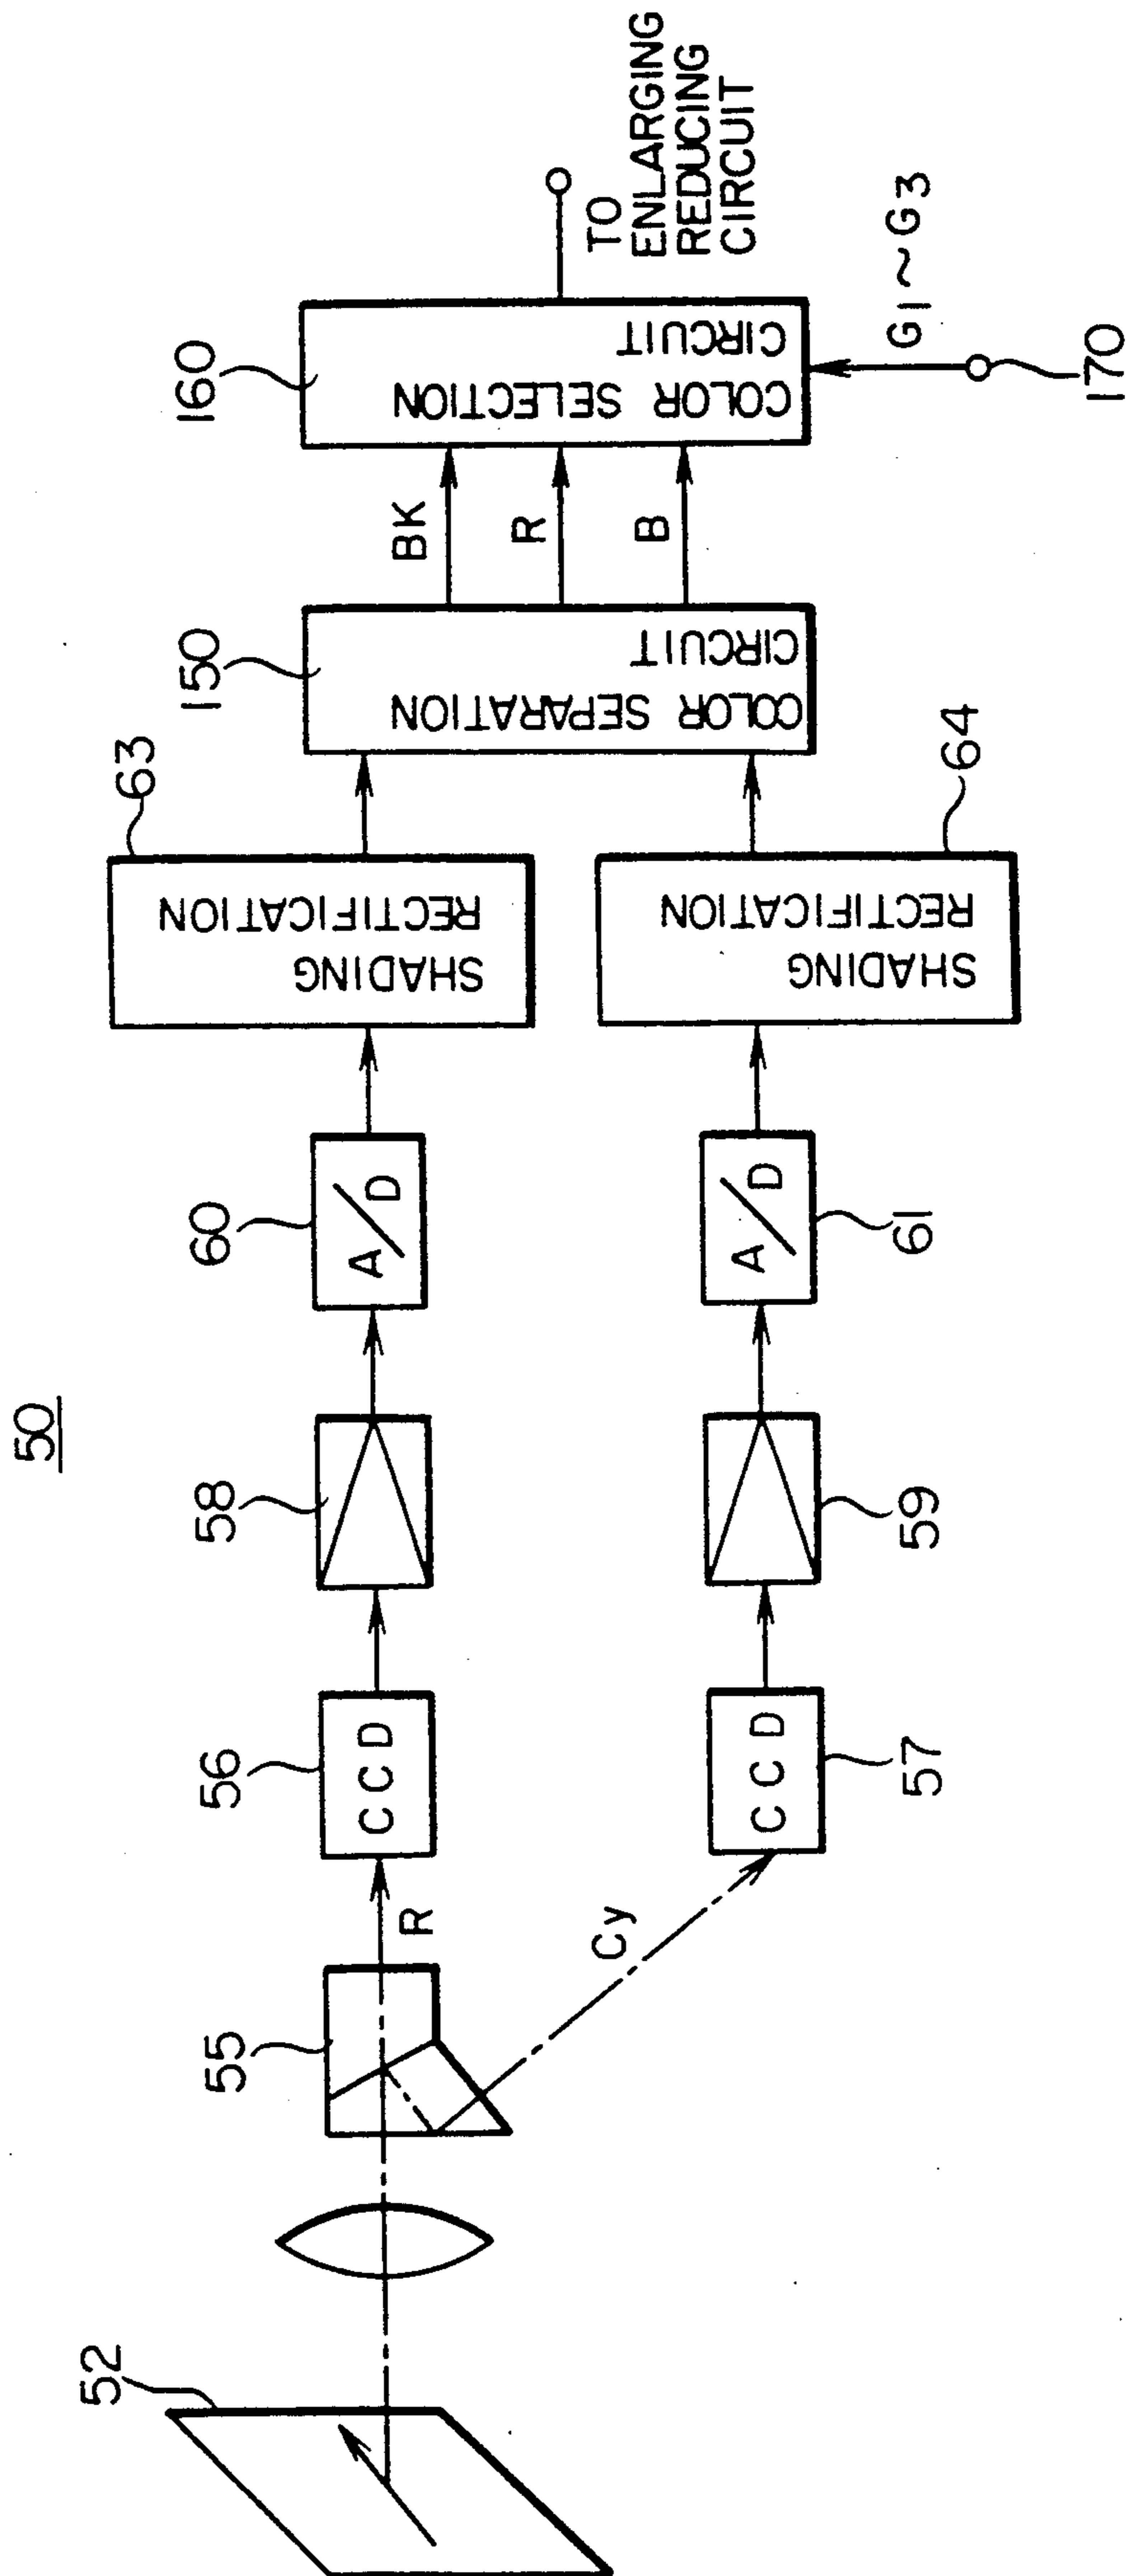 50
52
55
R
Cy
56
CCD
57
CCD
58
59
60
A/D
61
A/D
63
SHADING
RECTIFICATION
64
SHADING
RECTIFICATION
150
COLOR SEPARATION
CIRCUIT
BK
R
B
160
COLOR SELECTION
CIRCUIT
G1~G3
170
TO
ENLARGING
REDUCING
CIRCUIT